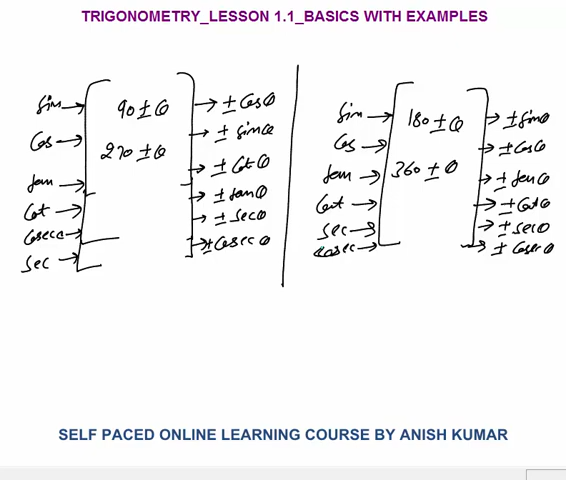 TRIGONOMETRY_LESSON 1.1_BASICS WITH EXAMPLES
Sin → 90 ± θ → ± Cos θ
Cos → 270 ± θ → ± Sin θ
→ ± Cot θ
tan → → ± tan θ
Cot → → ± Sec θ
Cosec θ → → ± Cosec θ
Sec →
Sin → 180 ± θ → ± Sin θ
Cos → → ± Cos θ
tan → 360 ± θ → ± tan θ
Cot → → ± Cot θ
Sec → → ± Sec θ
Cosec → → ± Cosec θ
SELF PACED ONLINE LEARNING COURSE BY ANISH KUMAR